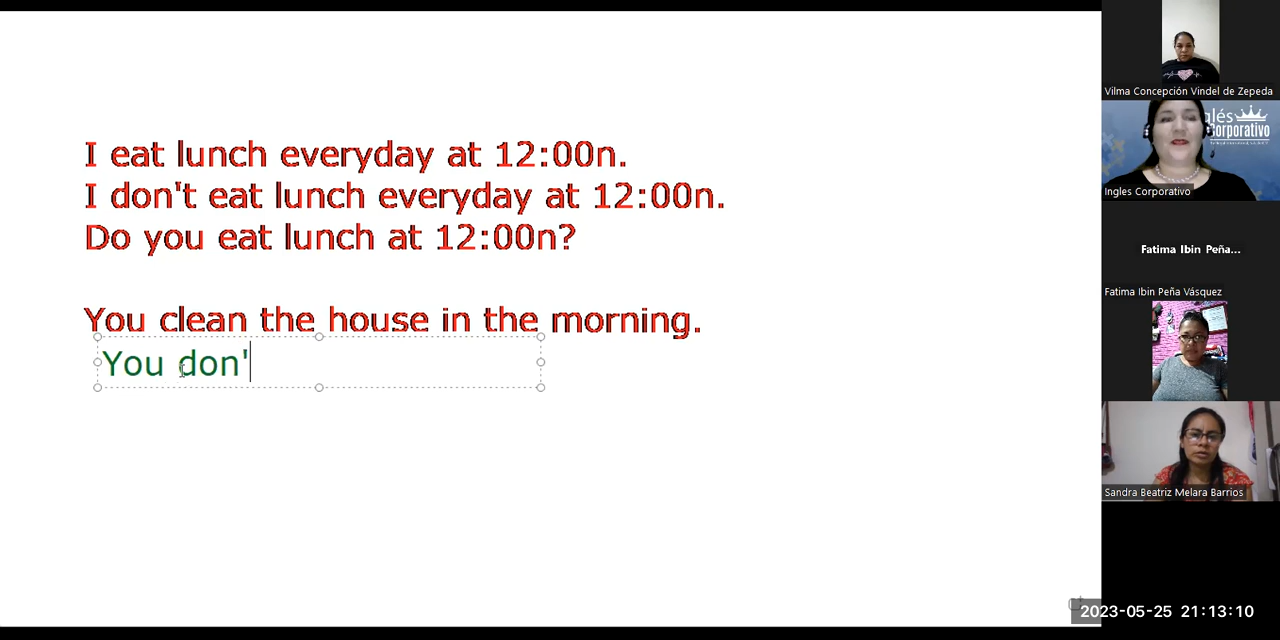 I eat lunch everyday at 12:00n.
I don't eat lunch everyday at 12:00n.
Do you eat lunch at 12:00n?
You clean the house in the morning.
You don'
Vilma Concepción Vindel de Zepeda
glés
Corporativo
Ingles Corporativo
Fatima Ibin Peña...
Fatima Ibin Peña Vásquez
Sandra Beatriz Melara Barrios
2023-05-25 21:13:10